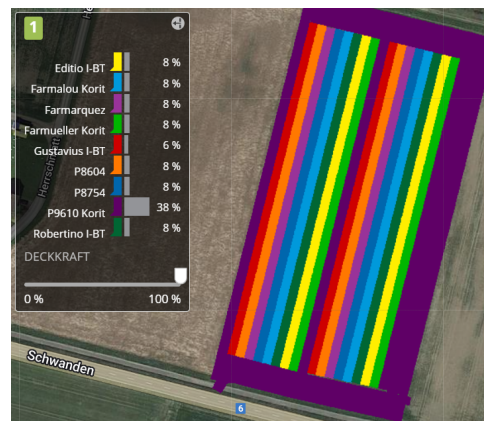 1
Editio I-BT 8 %
Farmalou Korit 8 %
Farmarquez 8 %
Farmueller Korit 8 %
Gustavius I-BT 6 %
P8604 8 %
P8754 8 %
P9610 Korit 38 %
Robertino I-BT 8 %
DECKKRAFT
0 % 100 %
Schwanden
6